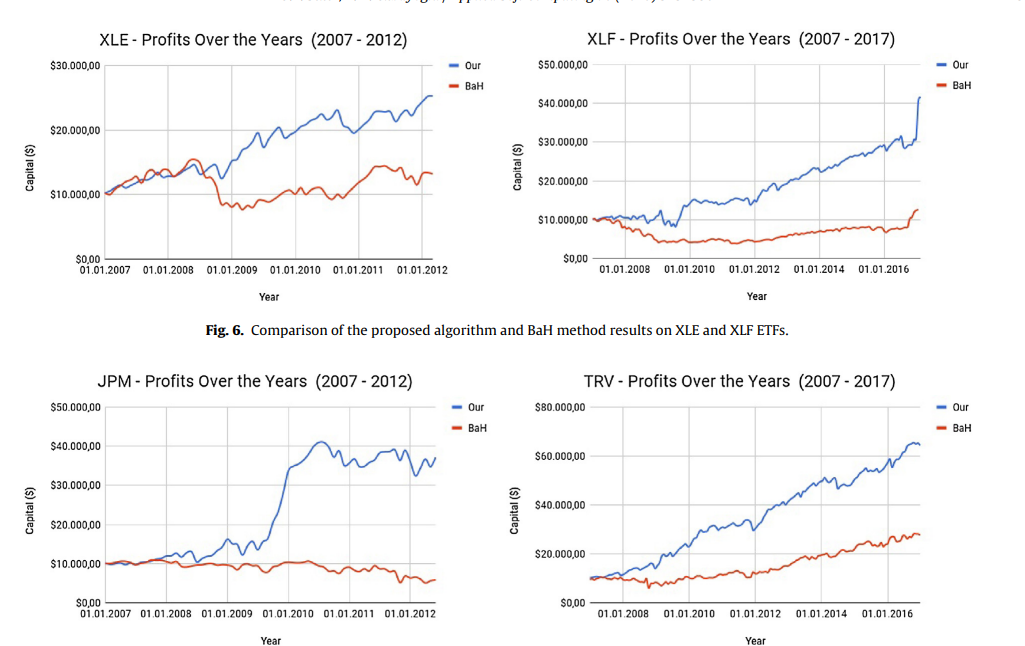 XLE - Profits Over the Years (2007 - 2012)
$30.000,00
$20.000,00
$10.000,00
$0,00
Capital ($)
01.01.2007 01.01.2008 01.01.2009 01.01.2010 01.01.2011 01.01.2012
Year
Our
BaH
XLF - Profits Over the Years (2007 - 2017)
$50.000,00
$40.000,00
$30.000,00
$20.000,00
$10.000,00
$0,00
Capital ($)
01.01.2008 01.01.2010 01.01.2012 01.01.2014 01.01.2016
Year
Our
BaH
Fig. 6. Comparison of the proposed algorithm and BaH method results on XLE and XLF ETFs.
JPM - Profits Over the Years (2007 - 2012)
$50.000,00
$40.000,00
$30.000,00
$20.000,00
$10.000,00
$0,00
Capital ($)
01.01.2007 01.01.2008 01.01.2009 01.01.2010 01.01.2011 01.01.2012
Year
Our
BaH
TRV - Profits Over the Years (2007 - 2017)
$80.000,00
$60.000,00
$40.000,00
$20.000,00
$0,00
Capital ($)
01.01.2008 01.01.2010 01.01.2012 01.01.2014 01.01.2016
Year
Our
BaH